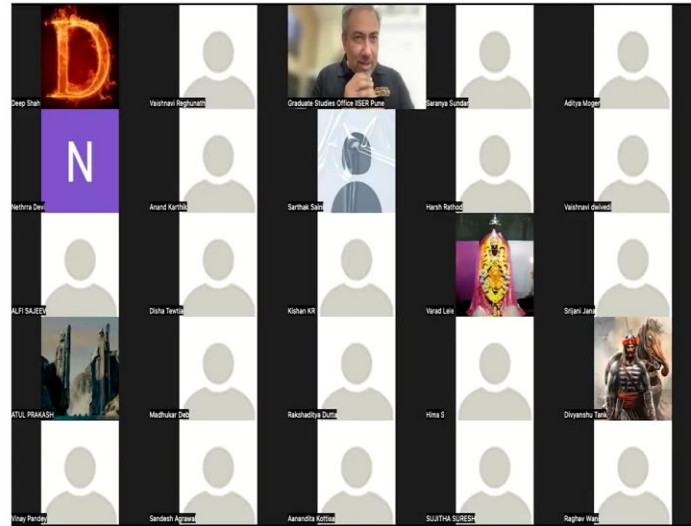 D
Deep Shah
Vaishnavi Reghunath
Graduate Studies Office IISER Pune
Saranya Sundar
Aditya Moger
N
Nethrra Devi
Anand Karthik
Sarthak Saini
Harsh Rathod
Vaishnavi dwivedi
ALFI SAJEEV
Disha Tewtia
Kishan KR
Varad Lele
Srijani Jana
ATUL PRAKASH
Madhukar Deb
Rakshaditya Dutta
Hima S
Divyanshu Tank
Vinay Pandey
Sandesh Agrawal
Aanandita Kottisa
SUJITHA SURESH
Raghav Wani